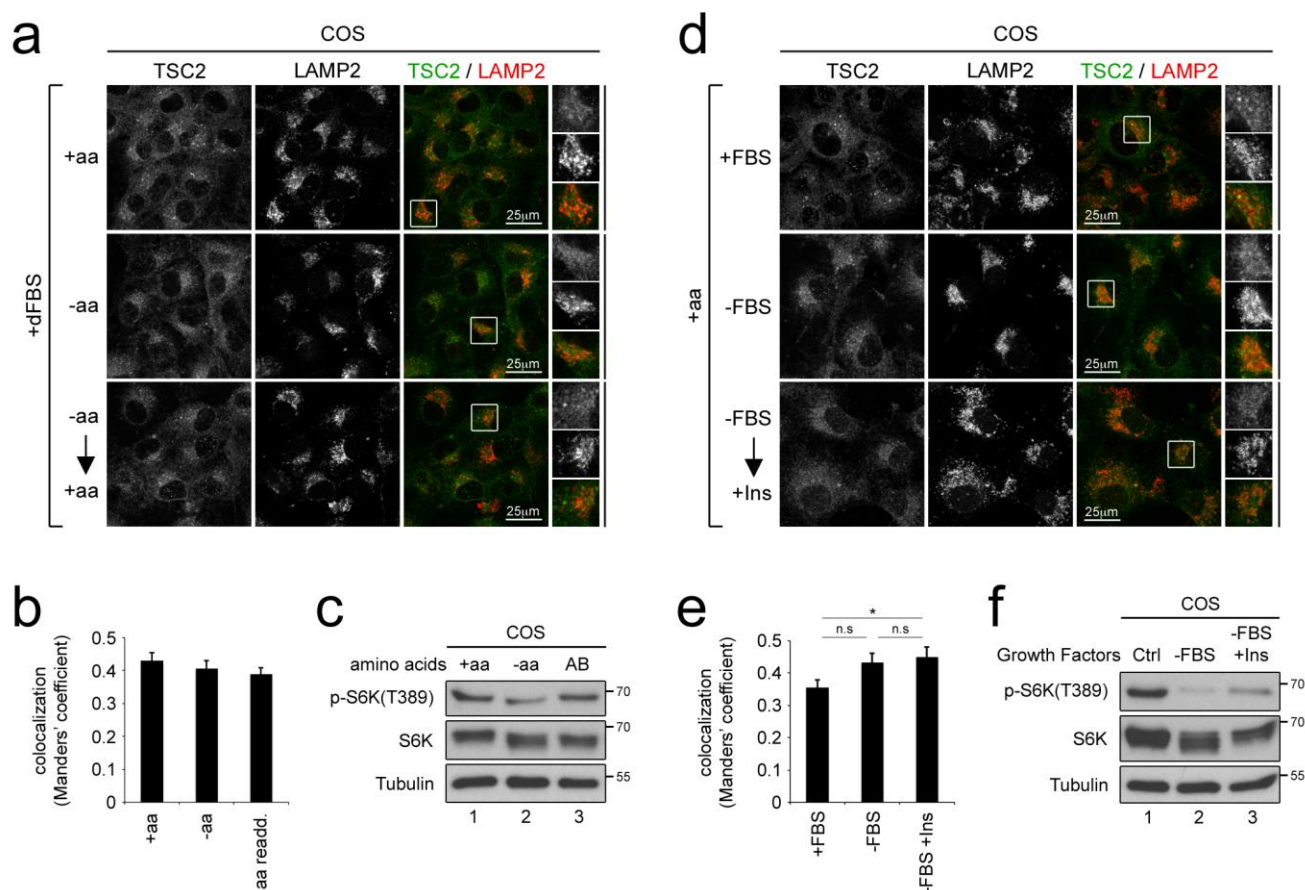 a
COS
TSC2 LAMP2 TSC2 / LAMP2
+dFBS
+aa
25µm
-aa
25µm
-aa
+aa
25µm
d
COS
TSC2 LAMP2 TSC2 / LAMP2
+aa
+FBS
25µm
-FBS
25µm
-FBS
+Ins
25µm
b
colocalization
(Manders' coefficient)
0.5
0.4
0.3
0.2
0.1
0
+aa
-aa
aa readd.
c
COS
amino acids +aa -aa AB
p-S6K(T389) 70
70
S6K
Tubulin 55
1 2 3
e
colocalization
(Manders' coefficient)
*
n.s n.s
0.5
0.4
0.3
0.2
0.1
0
+FBS
-FBS
-FBS +Ins
f
COS
Growth Factors Ctrl -FBS -FBS +Ins
p-S6K(T389) 70
70
S6K
Tubulin 55
1 2 3